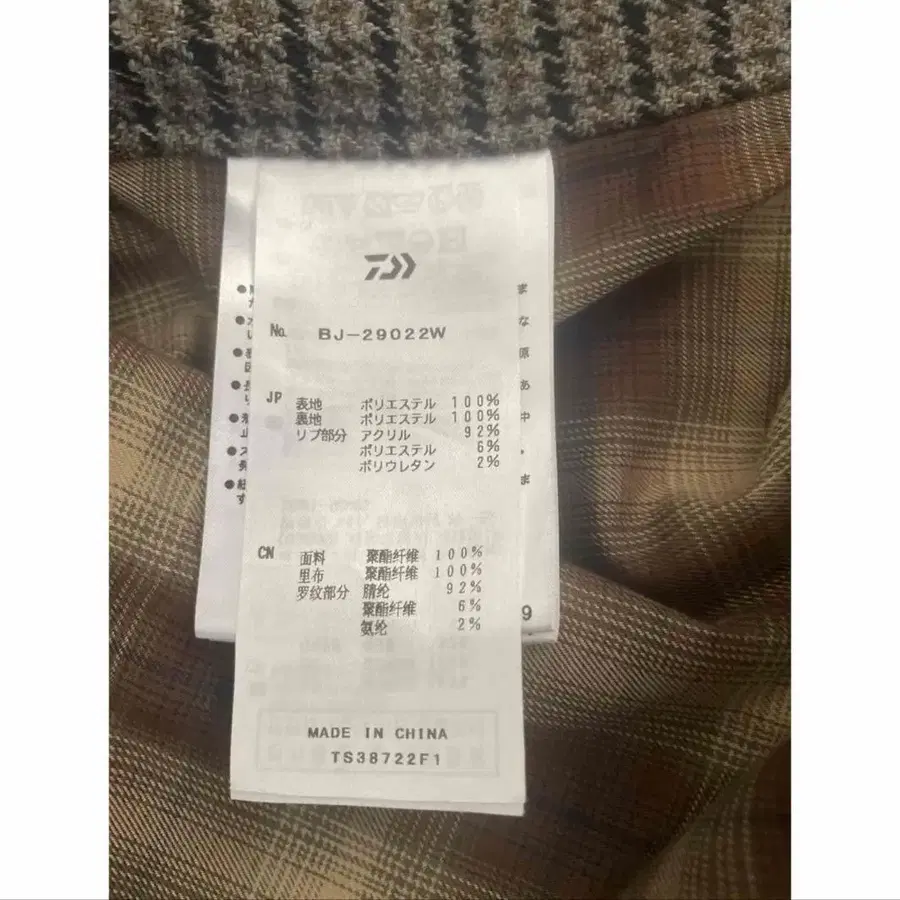 No. BJ-29022W
JP 表地 ポリエステル 100%
裏地 ポリエステル 100%
リブ部分 アクリル 92%
ポリエステル 6%
ポリウレタン 2%
CN 面料 聚酯纤维 100%
里布 聚酯纤维 100%
罗纹部分 腈纶 92%
聚酯纤维 6%
氨纶 2%
MADE IN CHINA
TS38722F1